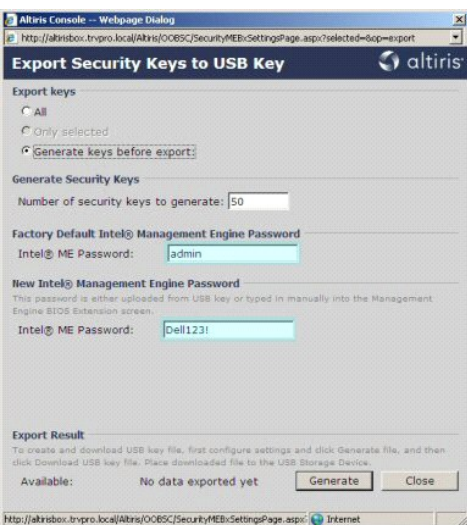 Altiris Console -- Webpage Dialog
http://altirisbox.trvpro.local/Altiris/OOBSC/SecurityMEBxSettingsPage.aspx?selected=&op=export
Export Security Keys to USB Key
altiris
Export keys
All
Only selected
Generate keys before export:
Generate Security Keys
Number of security keys to generate: 50
Factory Default Intel® Management Engine Password
Intel® ME Password: admin
New Intel® Management Engine Password
This password is either uploaded from USB key or typed in manually into the Management
Engine BIOS Extension screen.
Intel® ME Password: Dell123!
Export Result
To create and download USB key file, first configure settings and click Generate file, and then
click Download USB key file. Place downloaded file to the USB Storage Device.
Available: No data exported yet Generate Close
http://altirisbox.trvpro.local/Altiris/OOBSC/SecurityMEBxSettingsPage.aspx Internet